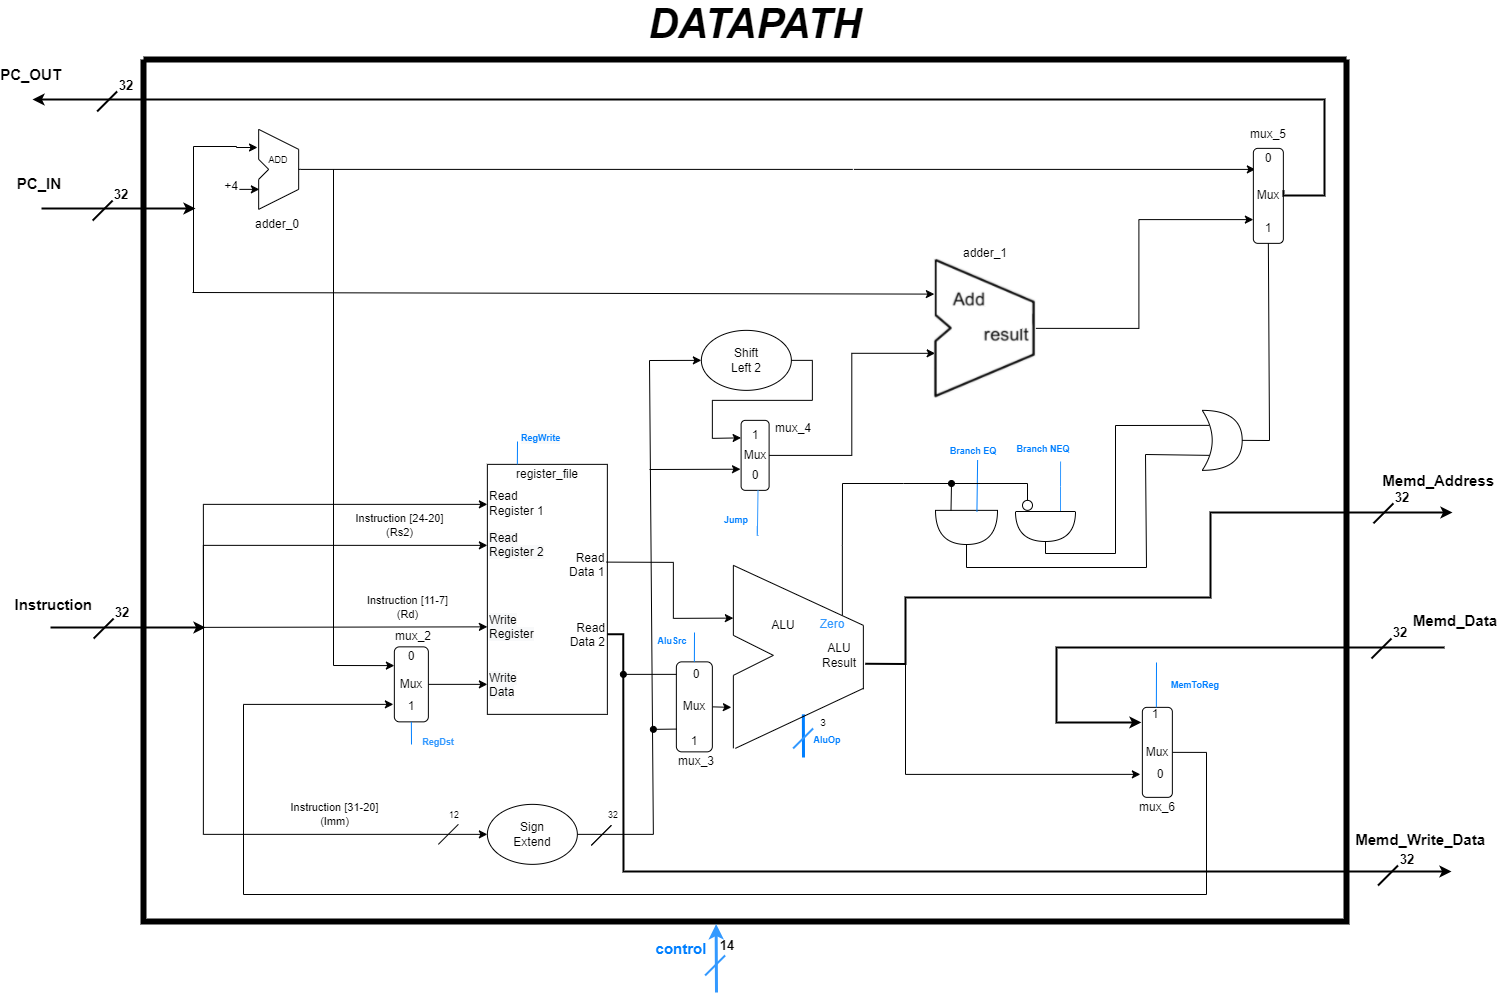 DATAPATH
PC_OUT
32
mux_5
0
Mux
1
ADD
+4
adder_0
PC_IN
32
adder_1
Add
result
Shift
Left 2
mux_4
1
Mux
0
Jump
RegWrite
register_file
Read
Register 1
Instruction [24-20]
(Rs2)
Read
Register 2
Read
Data 1
Instruction [11-7]
(Rd)
Write
Register
Read
Data 2
Write
Data
Instruction
32
mux_2
0
Mux
1
RegDst
AluSrc
0
Mux
1
mux_3
ALU
Zero
ALU
Result
3
AluOp
Branch EQ
Branch NEQ
Memd_Address
32
Memd_Data
32
MemToReg
1
Mux
0
mux_6
Instruction [31-20]
(Imm)
12
Sign
Extend
32
Memd_Write_Data
32
control
14